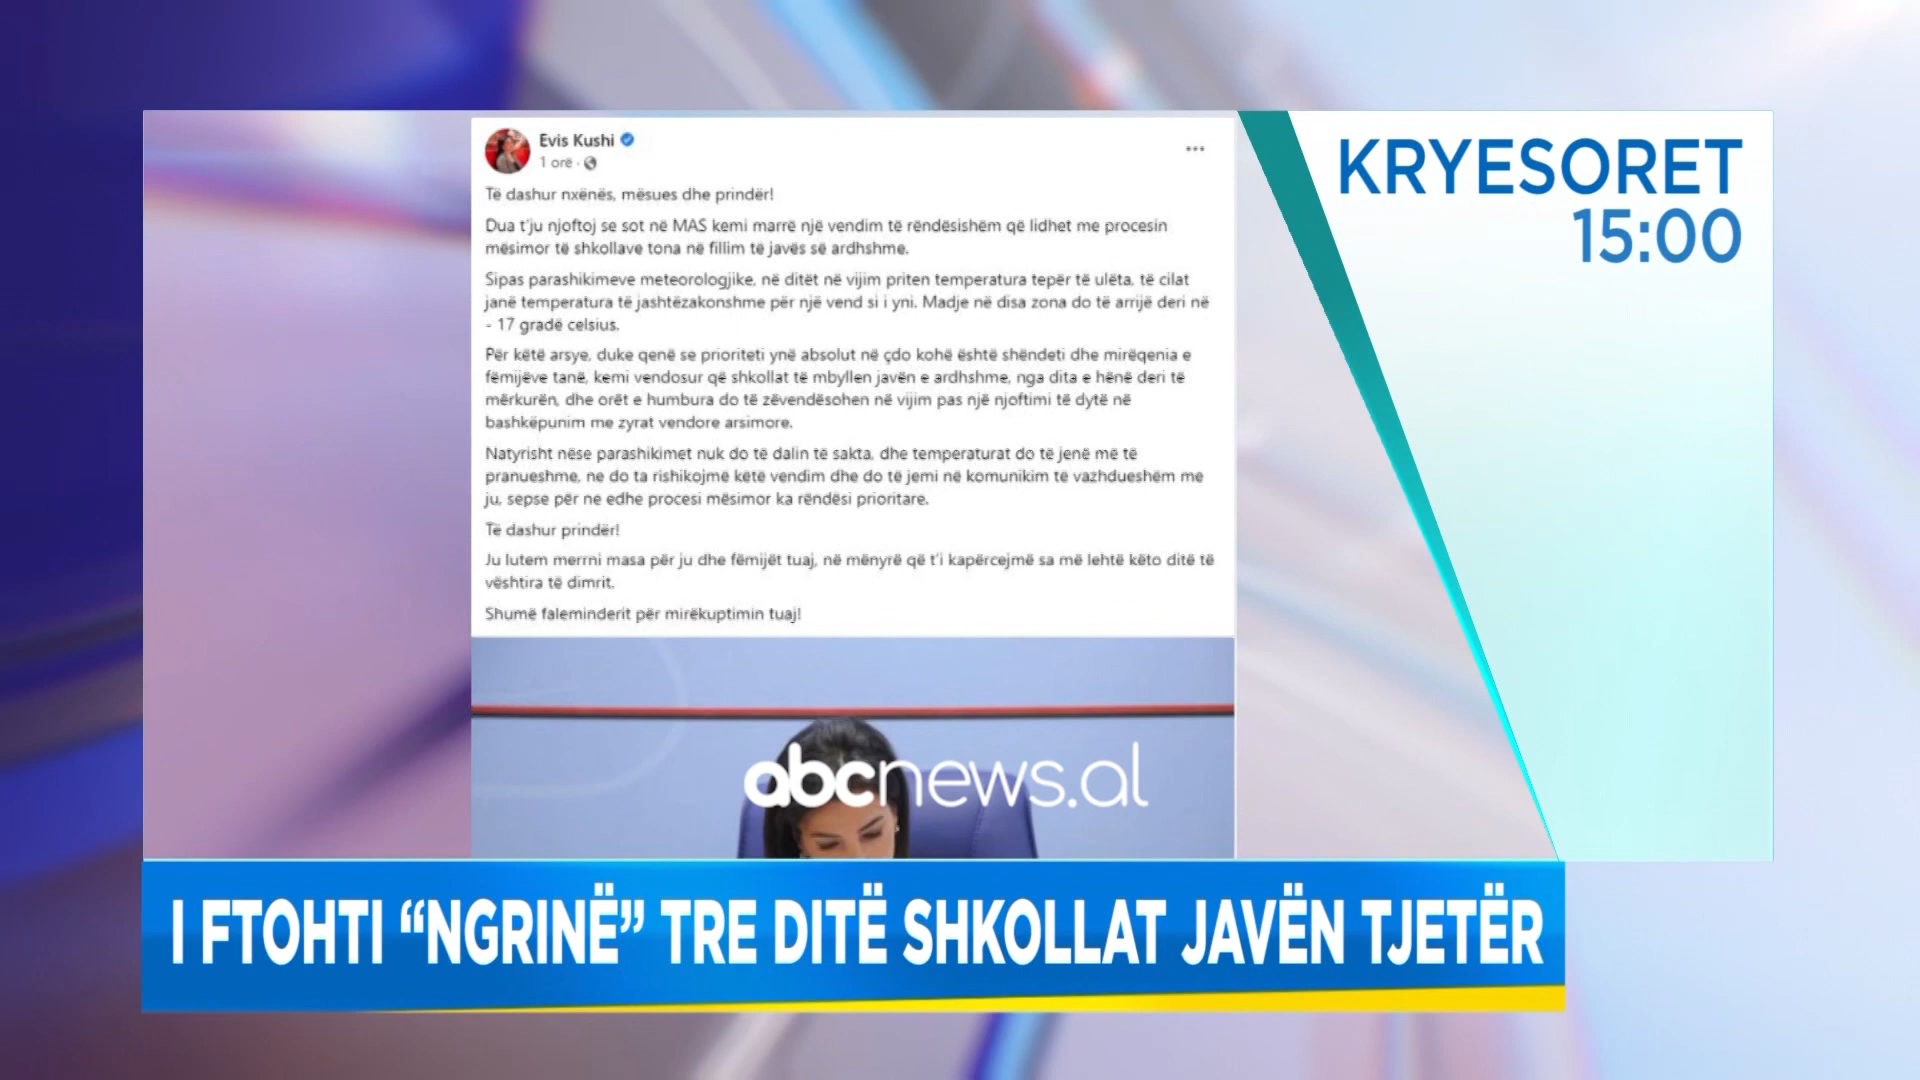 Evis Kushi
1 orë ·
Të dashur nxënës, mësues dhe prindër!
Dua t'ju njoftoj se sot në MAS kemi marrë një vendim të rëndësishëm që lidhet me procesin
mësimor të shkollave tona në fillim të javës së ardhshme.
Sipas parashikimeve meteorologjike, në ditët në vijim priten temperatura tepër të ulëta, të cilat
janë temperatura të jashtëzakonshme për një vend si i yni. Madje në disa zona do të arrijë deri në
- 17 gradë celsius.
Për këtë arsye, duke qenë se prioriteti ynë absolut në çdo kohë është shëndeti dhe mirëqenia e
fëmijëve tanë, kemi vendosur që shkollat të mbyllen javën e ardhshme, nga dita e hënë deri të
mërkurën, dhe orët e humbura do të zëvendësohen në vijim pas një njoftimi të dytë në
bashkëpunim me zyrat vendore arsimore.
Natyrisht nëse parashikimet nuk do të dalin të sakta, dhe temperaturat do të jenë më të
pranueshme, ne do ta rishikojmë këtë vendim dhe do të jemi në komunikim të vazhdueshëm me
ju, sepse për ne edhe procesi mësimor ka rëndësi prioritare.
Të dashur prindër!
Ju lutem merrni masa për ju dhe fëmijët tuaj, në mënyrë që t'i kapërcejmë sa më lehtë këto ditë të
vështira të dimrit.
Shumë faleminderit për mirëkuptimin tuaj!
KRYESORET
15:00
abcnews.al
I FTOHTI “NGRINË” TRE DITË SHKOLLAT JAVËN TJETËR